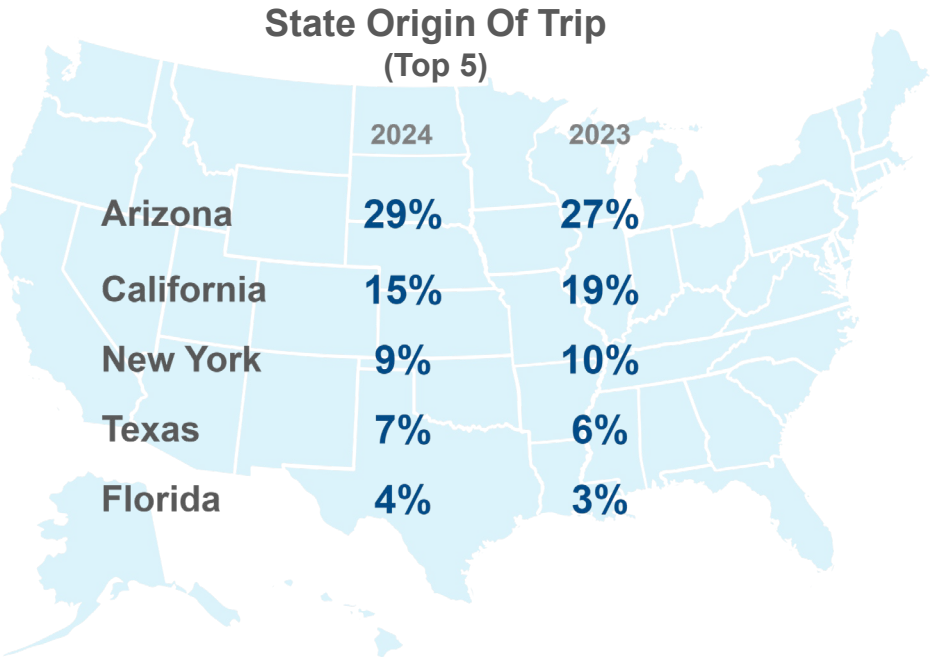 State Origin Of Trip
(Top 5)
2024 2023
Arizona 29% 27%
California 15% 19%
New York 9% 10%
Texas 7% 6%
Florida 4% 3%